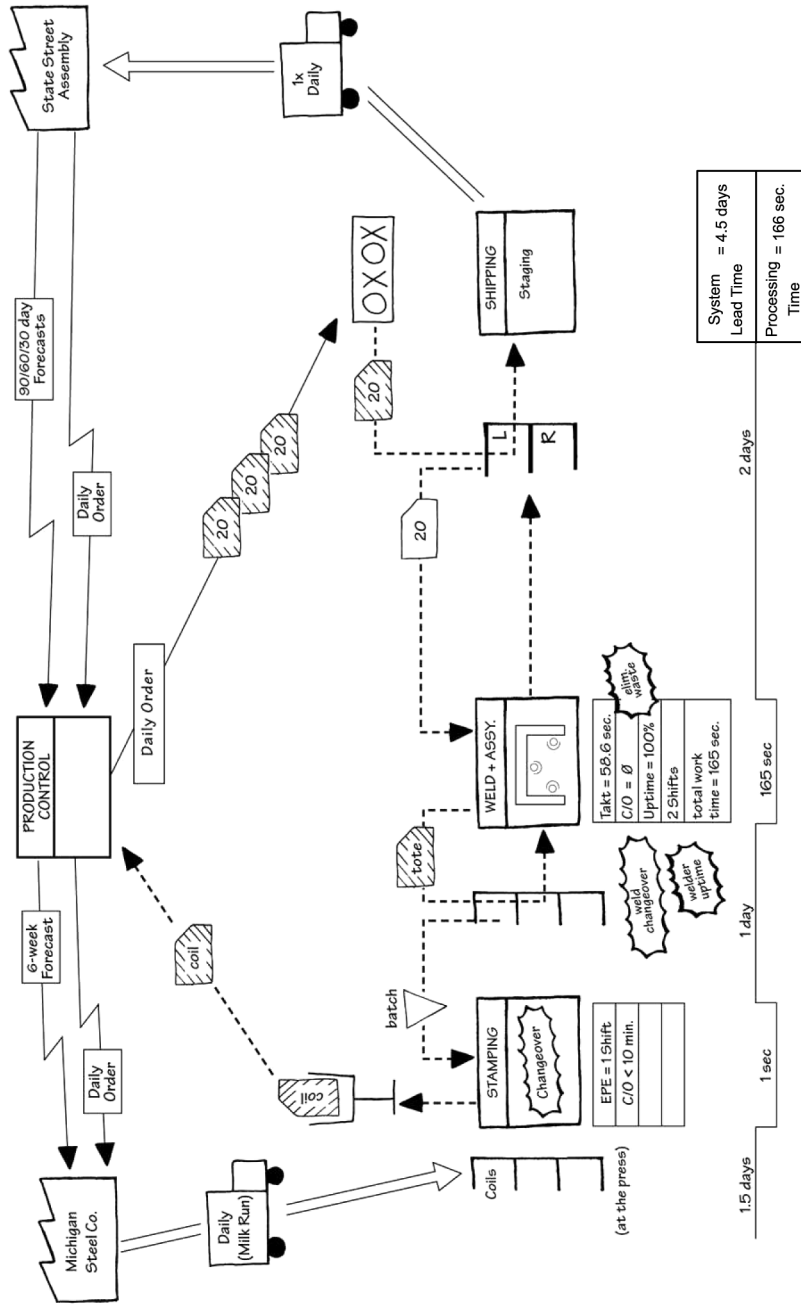 Michigan
Steel Co.
6-week
Forecast
Daily
Order
PRODUCTION
CONTROL
90/60/30 day
Forecasts
Daily
Order
State Street
Assembly
Daily
(Milk Run)
coil
coil
Daily Order
20
20
20
OXOX
1x
Daily
20
20
batch
tote
Coils
(at the press)
STAMPING
Changeover
EPE = 1 Shift
C/O < 10 min.
weld
changeover
welder
uptime
WELD + ASSY.
Takt = 58.6 sec.
C/O = Ø
Uptime = 100%
2 Shifts
total work
time = 165 sec.
elim.
waste
L
R
SHIPPING
Staging
1.5 days
1 sec
1 day
165 sec
2 days
System
Lead Time = 4.5 days
Processing
Time = 166 sec.